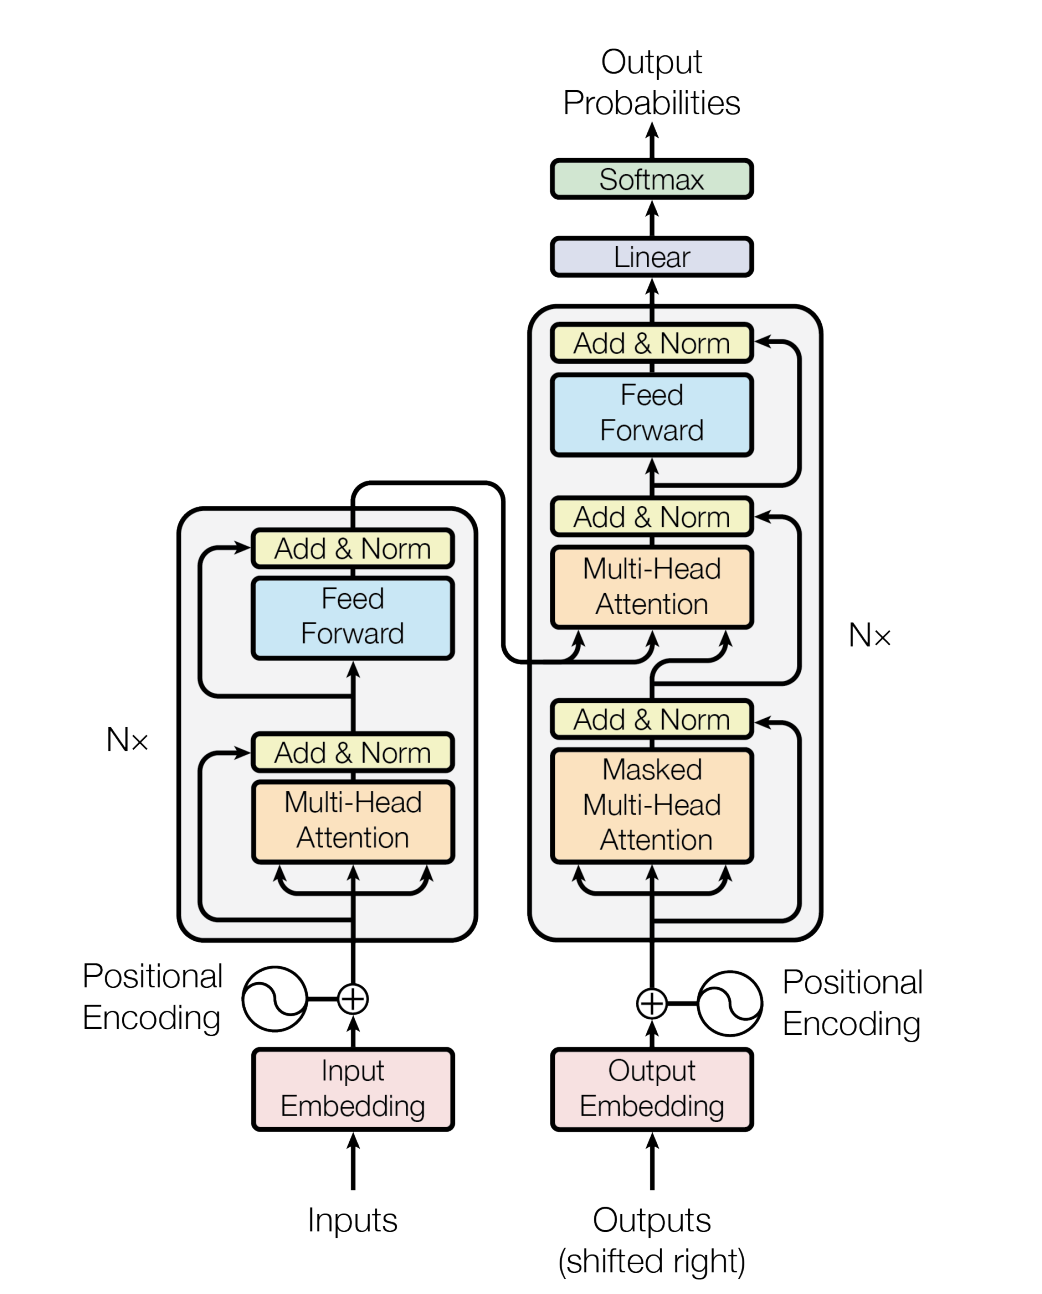 Output
Probabilities
Softmax
Linear
Add & Norm
Feed
Forward
Add & Norm
Multi-Head
Attention
Nx
Add & Norm
Masked
Multi-Head
Attention
Add & Norm
Feed
Forward
Nx
Add & Norm
Multi-Head
Attention
Positional
Encoding
Positional
Encoding
Input
Embedding
Output
Embedding
Inputs
Outputs
(shifted right)